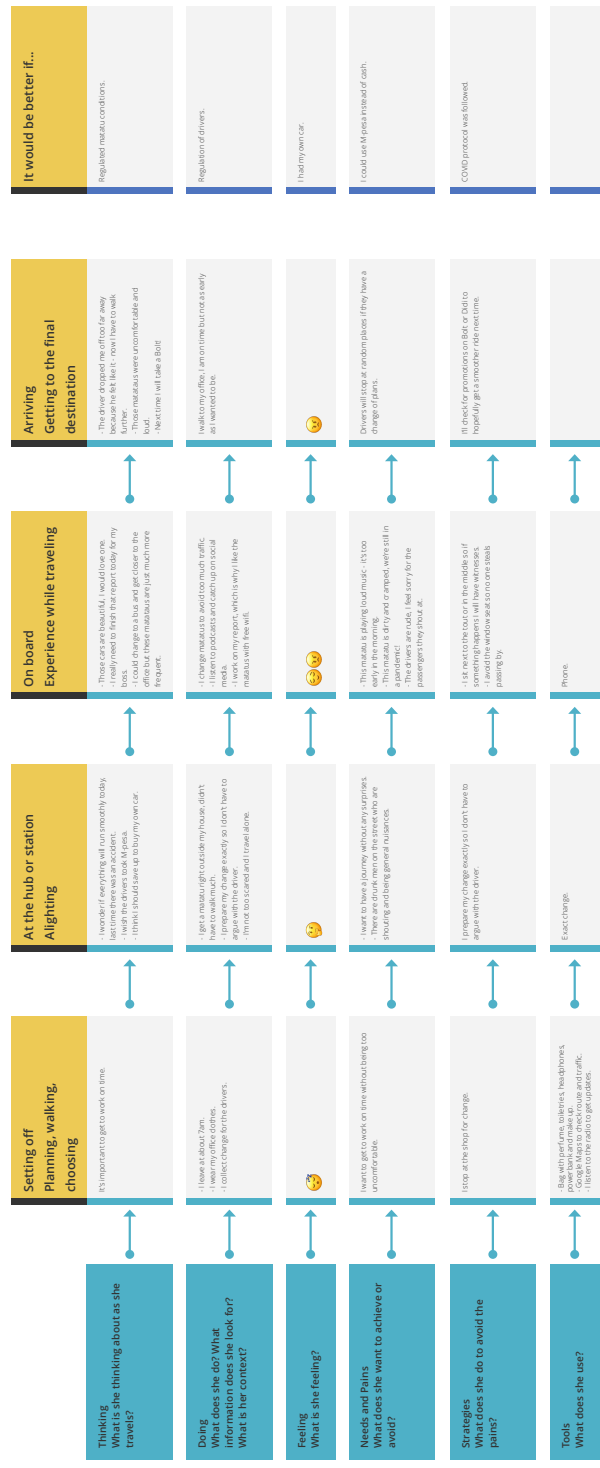 Setting off
Planning, walking,
choosing
At the hub or station
Alighting
On board
Experience while traveling
Arriving
Getting to the final
destination
It would be better if...
Thinking
What is she thinking about as she
travels?
It's important to get to work on time.
- I wonder if everything will run smoothly today,
last time there was an accident.
- I wish the drivers took M-pesa.
- I think I should save up to buy my own car.
- Those cars are beautiful, I would love one.
- I really need to finish that report today for my
boss.
- I could change to a bus and get closer to the
office but these matataus are just much more
frequent.
- The driver dropped me off too far away
because he felt like it - now I have to walk
further.
- Those matataus were uncomfortable and
loud.
- Next time I will take a Bolt!
Regulated matatu conditions.
Doing
What does she do? What
information does she look for?
What is her context?
- I leave at about 7am.
- I wear my office clothes.
- I collect change for the drivers.
- I get a matatu right outside my house, didn't
have to walk much.
- I prepare my change exactly so I don't have to
argue with the driver.
- I'm not too scared and I travel alone.
- I change matatus to avoid too much traffic.
- I listen to podcasts and catch up on social
media.
- I work on my report, which is why I like the
matatus with free wifi.
I walk to my office, I am on time but not as early
as I wanted to be.
Regulation of drivers.
Feeling
What is she feeling?
I had my own car.
Needs and Pains
What does she want to achieve or
avoid?
I want to get to work on time without being too
uncomfortable.
- I want to have a journey without any surprises.
- There are drunk men on the street who are
shouting and being general nuisances.
- This matatu is playing loud music - it's too
early in the morning.
- This matatu is dirty and cramped, we're still in
a pandemic!
- The drivers are rude, I feel sorry for the
passengers they shout at.
Drivers will stop at random places if they have a
change of plans.
I could use M-pesa instead of cash.
Strategies
What does she do to avoid the
pains?
I stop at the shop for change.
I prepare my change exactly so I don't have to
argue with the driver.
- I sit next to the tout or in the middle so if
something happens I will have witnesses.
- I avoid the window seat so no one steals
passing by.
I'll check for promotions on Bolt or Didi to
hopefully get a smoother ride next time.
COVID protocol was followed.
Tools
What does she use?
- Bag with perfume, toiletries, headphones,
powerbank and make up.
- Google Maps to check route and traffic.
- I listen to the radio to get updates.
Exact change.
Phone.